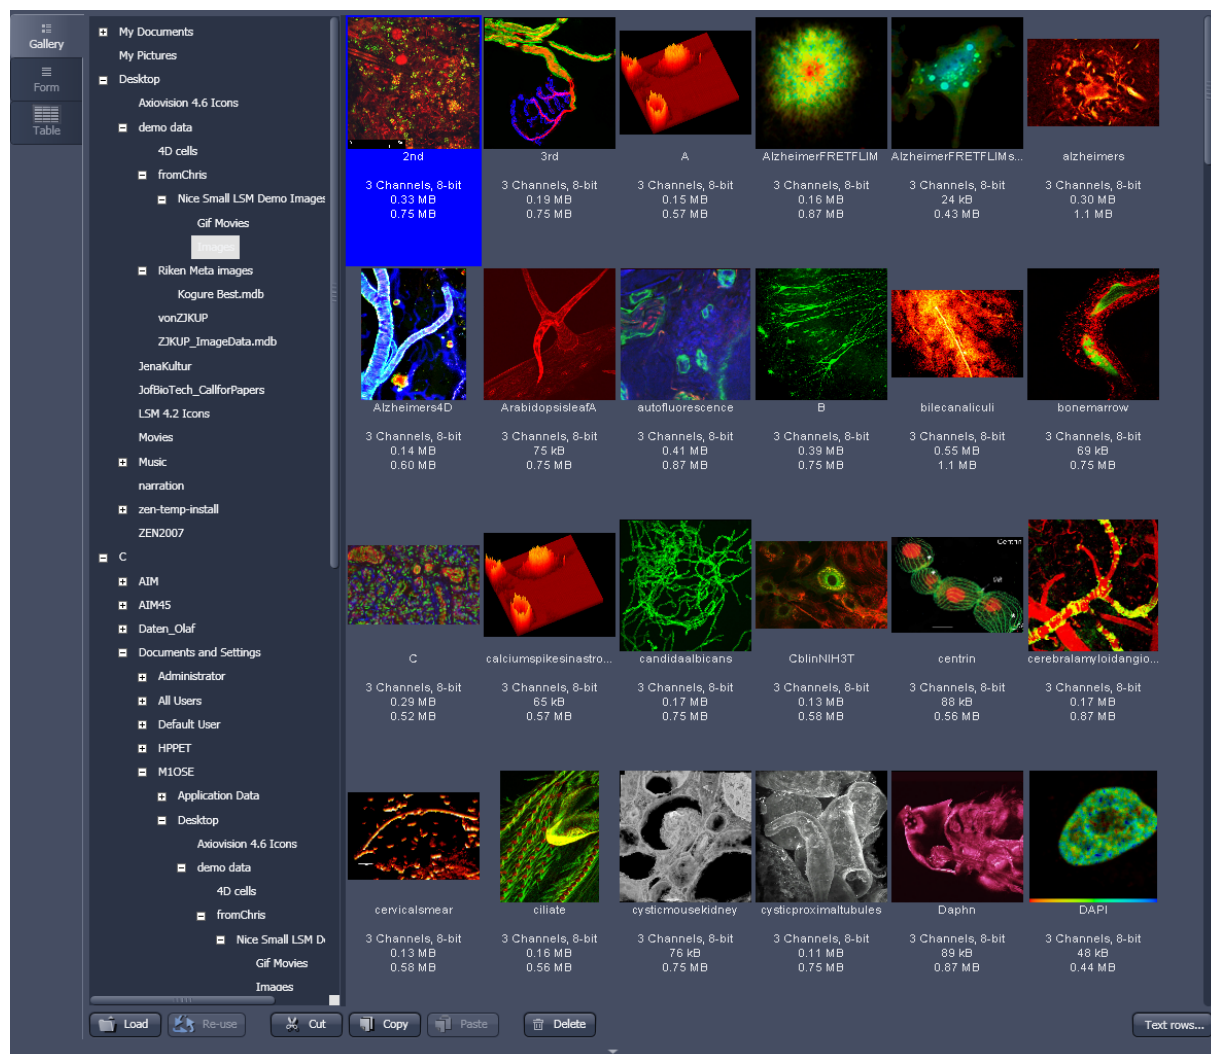 Gallery
Form
Table
My Documents
My Pictures
Desktop
Axiovision 4.6 Icons
demo data
4D cells
fromChris
Nice Small LSM Demo Images
Gif Movies
Images
Riken Meta images
Kogure Best.mdb
vonZJKUP
ZJKUP_ImageData.mdb
JenaKultur
JofBioTech_CallforPapers
LSM 4.2 Icons
Movies
Music
narration
zen-temp-install
ZEN2007
C
AIM
AIM45
Daten_Olaf
Documents and Settings
Administrator
All Users
Default User
HPPET
M1OSE
Application Data
Desktop
Axiovision 4.6 Icons
demo data
4D cells
fromChris
Nice Small LSM D
Gif Movies
Images
2nd 3rd A AlzheimerFRETFLIM AlzheimerFRETFLIMs... alzheimers
3 Channels, 8-bit 3 Channels, 8-bit 3 Channels, 8-bit 3 Channels, 8-bit 3 Channels, 8-bit 3 Channels, 8-bit
0.33 MB 0.19 MB 0.15 MB 0.16 MB 24 kB 0.30 MB
0.75 MB 0.75 MB 0.57 MB 0.87 MB 0.43 MB 1.1 MB
Alzheimers4D ArabidopsisleafA autofluorescence B bilecanaliculi bonemarrow
3 Channels, 8-bit 3 Channels, 8-bit 3 Channels, 8-bit 3 Channels, 8-bit 3 Channels, 8-bit 3 Channels, 8-bit
0.14 MB 75 kB 0.41 MB 0.39 MB 0.55 MB 69 kB
0.60 MB 0.75 MB 0.87 MB 0.75 MB 1.1 MB 0.75 MB
Centrin
C calciumspikesinastro... candidaalbicans CblinNIH3T centrin cerebralamyloidangio...
3 Channels, 8-bit 3 Channels, 8-bit 3 Channels, 8-bit 3 Channels, 8-bit 3 Channels, 8-bit 3 Channels, 8-bit
0.29 MB 65 kB 0.17 MB 0.13 MB 88 kB 0.17 MB
0.52 MB 0.57 MB 0.75 MB 0.58 MB 0.56 MB 0.87 MB
cervicalsmear ciliate cysticmousekidney cysticproximaltubules Daphn DAPI
3 Channels, 8-bit 3 Channels, 8-bit 3 Channels, 8-bit 3 Channels, 8-bit 3 Channels, 8-bit 3 Channels, 8-bit
0.13 MB 0.16 MB 76 kB 0.11 MB 89 kB 48 kB
0.58 MB 0.56 MB 0.75 MB 0.75 MB 0.87 MB 0.44 MB
Load Re-use Cut Copy Paste Delete Text rows...